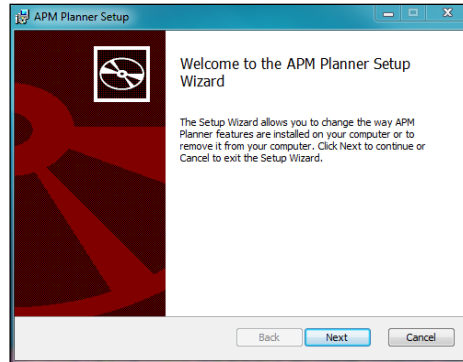 APM Planner Setup
Welcome to the APM Planner Setup
Wizard
The Setup Wizard allows you to change the way APM
Planner features are installed on your computer or to
remove it from your computer. Click Next to continue or
Cancel to exit the Setup Wizard.
Back Next Cancel